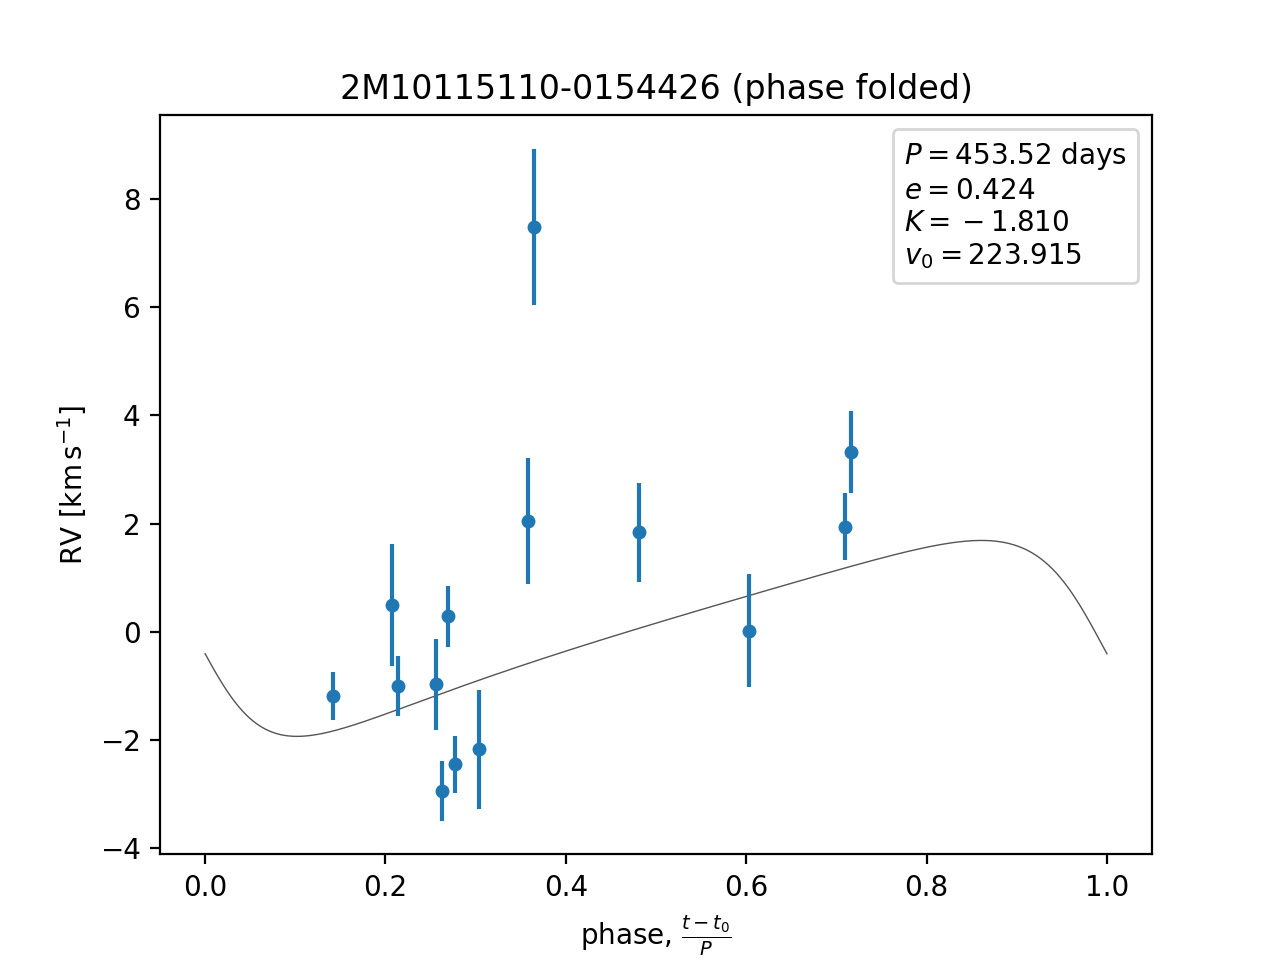 2M10115110-0154426 (phase folded)
P = 453.52 days
e = 0.424
K = −1.810
v₀ = 223.915
RV [km s⁻¹]
8
6
4
2
0
−2
−4
0.0 0.2 0.4 0.6 0.8 1.0
phase, (t − t₀)/P